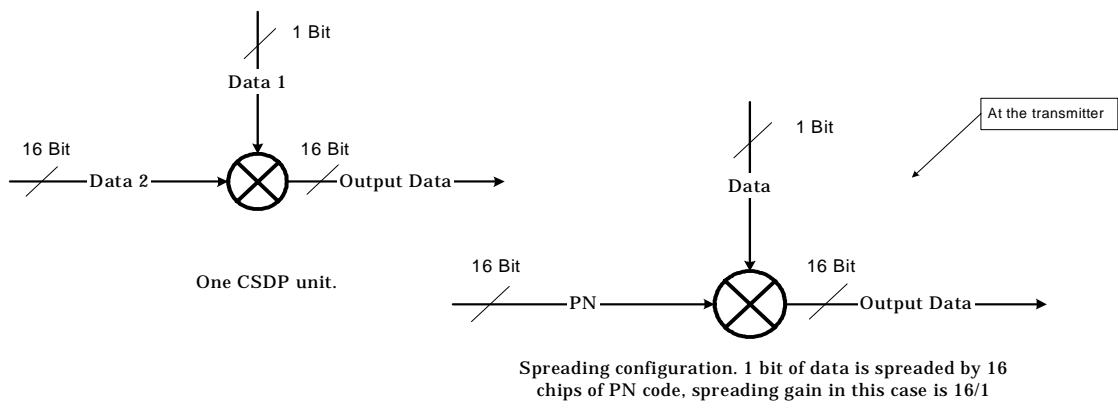 1 Bit
Data 1
16 Bit
16 Bit
Data 2
Output Data
One CSDP unit.
At the transmitter
1 Bit
Data
16 Bit
16 Bit
PN
Output Data
Spreading configuration. 1 bit of data is spreaded by 16
chips of PN code, spreading gain in this case is 16/1